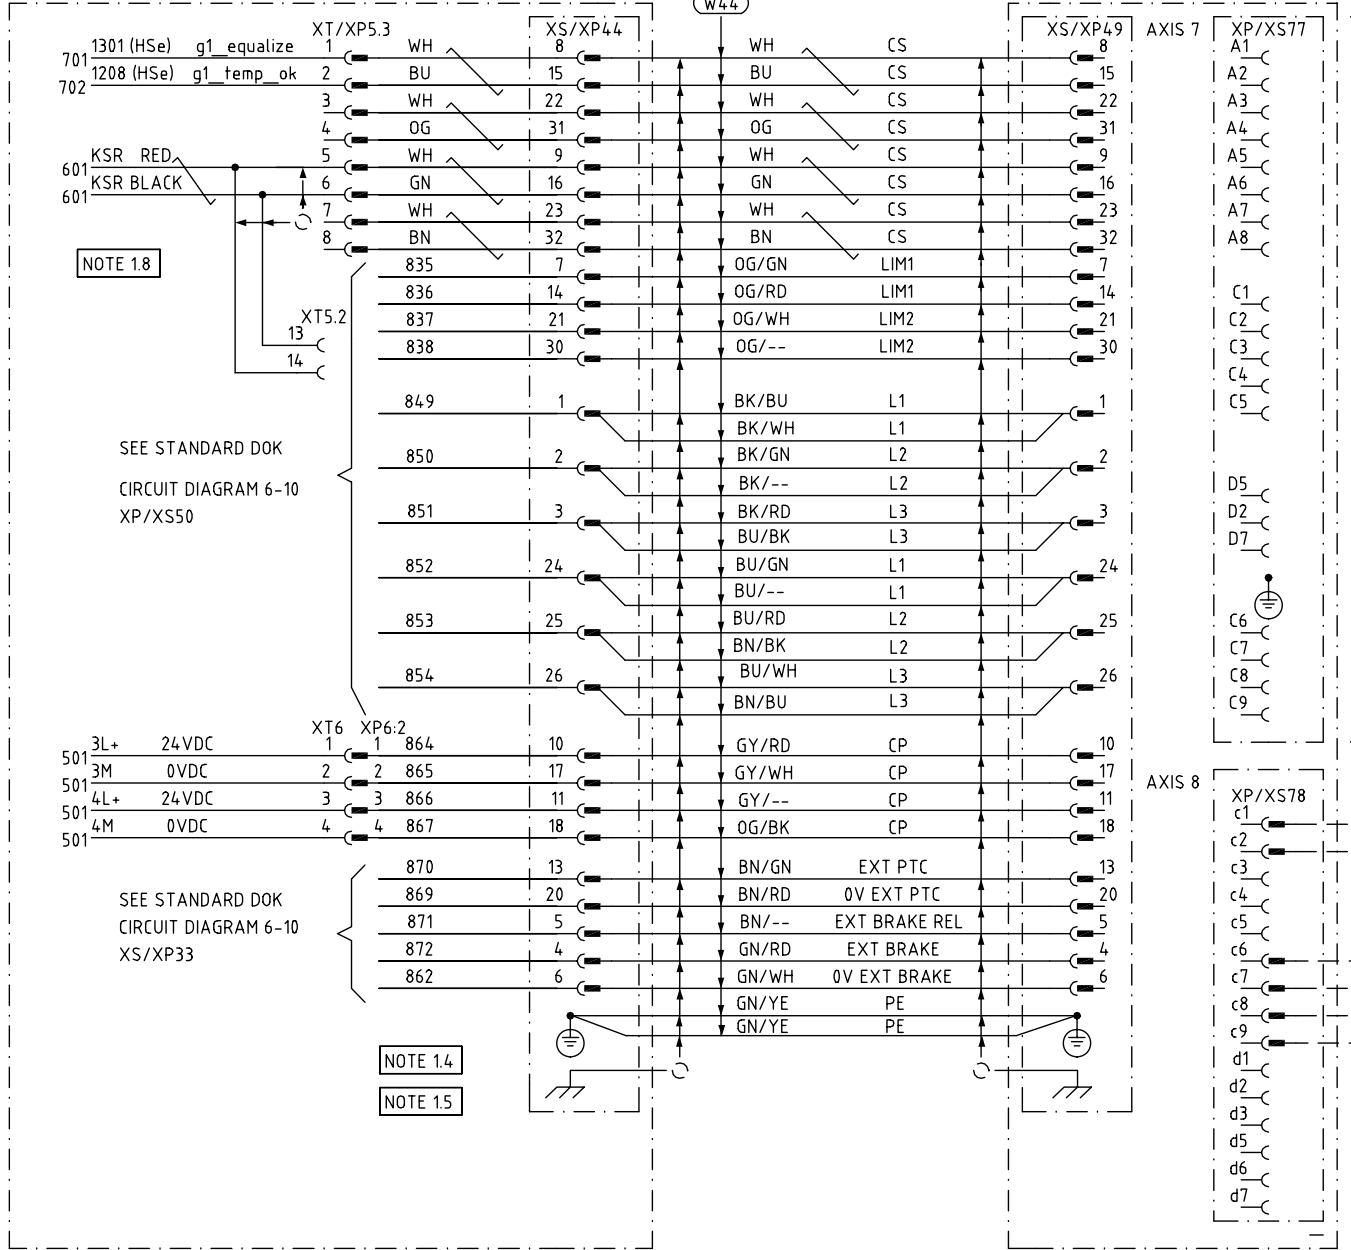 W44
XT/XP5.3 XS/XP44 XS/XP49 AXIS 7 XP/XS77
701 1301 (HSe) g1_equalize 1 WH 8 WH CS 8 A1
702 1208 (HSe) g1_temp_ok 2 BU 15 BU CS 15 A2
3 WH 22 WH CS 22 A3
4 OG 31 OG CS 31 A4
601 KSR RED 5 WH 9 WH CS 9 A5
601 KSR BLACK 6 GN 16 GN CS 16 A6
7 WH 23 WH CS 23 A7
8 BN 32 BN CS 32 A8
NOTE 1.8
835 7 OG/GN LIM1 7
836 14 OG/RD LIM1 14 C1
XT5.2 837 21 OG/WH LIM2 21 C2
13 838 30 OG/-- LIM2 30 C3
14 C4
849 1 BK/BU L1 1 C5
BK/WH L1
SEE STANDARD DOK
850 2 BK/GN L2 2
CIRCUIT DIAGRAM 6-10 BK/-- L2 D5
XP/XS50 851 3 BK/RD L3 3 D2
BU/BK L3 D7
852 24 BU/GN L1 24
BU/-- L1
853 25 BU/RD L2 25 C6
BN/BK L2 C7
854 26 BU/WH L3 26 C8
BN/BU L3 C9
XT6 XP6:2
501 3L+ 24VDC 1 1 864 10 GY/RD CP 10
501 3M 0VDC 2 2 865 17 GY/WH CP 17 AXIS 8
501 4L+ 24VDC 3 3 866 11 GY/-- CP 11 XP/XS78
501 4M 0VDC 4 4 867 18 OG/BK CP 18 c1
c2
870 13 BN/GN EXT PTC 13 c3
SEE STANDARD DOK 869 20 BN/RD 0V EXT PTC 20 c4
CIRCUIT DIAGRAM 6-10 871 5 BN/-- EXT BRAKE REL 5 c5
XS/XP33 872 4 GN/RD EXT BRAKE 4 c6
862 6 GN/WH 0V EXT BRAKE 6 c7
GN/YE PE c8
GN/YE PE c9
NOTE 1.4 d1
NOTE 1.5 d2
d3
d5
d6
d7